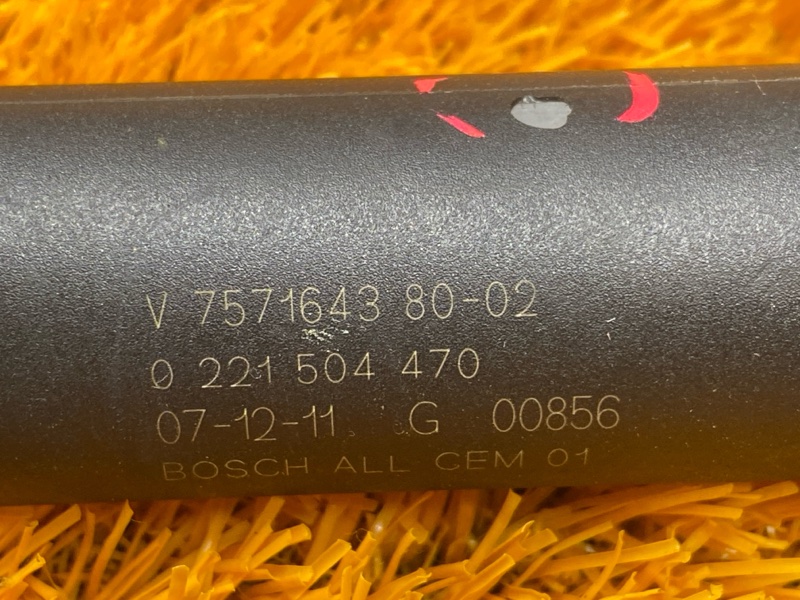 V 7571643 80-02
0 221 504 470
07-12-11 G 00856
BOSCH ALL CEM 01